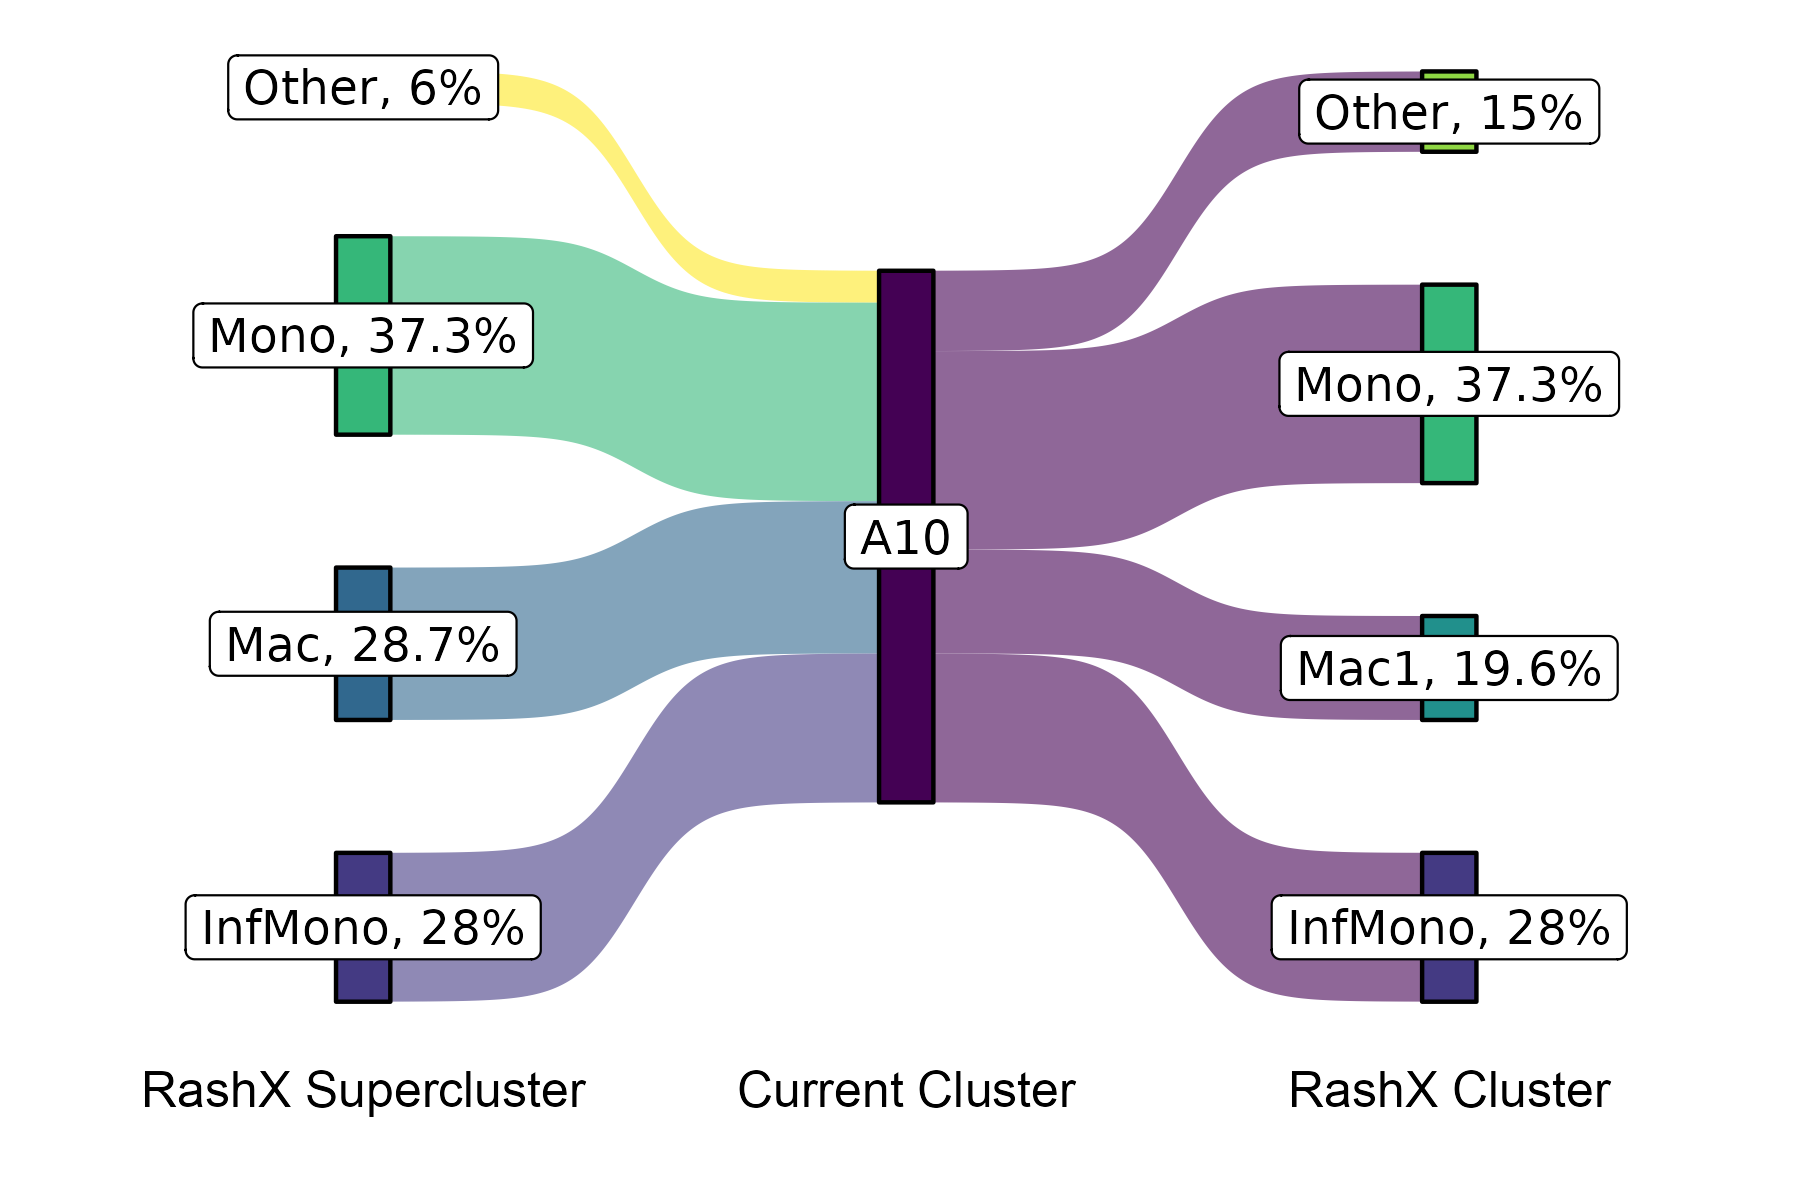 Other, 6%
Mono, 37.3%
Mac, 28.7%
InfMono, 28%
A10
Other, 15%
Mono, 37.3%
Mac1, 19.6%
InfMono, 28%
RashX Supercluster
Current Cluster
RashX Cluster